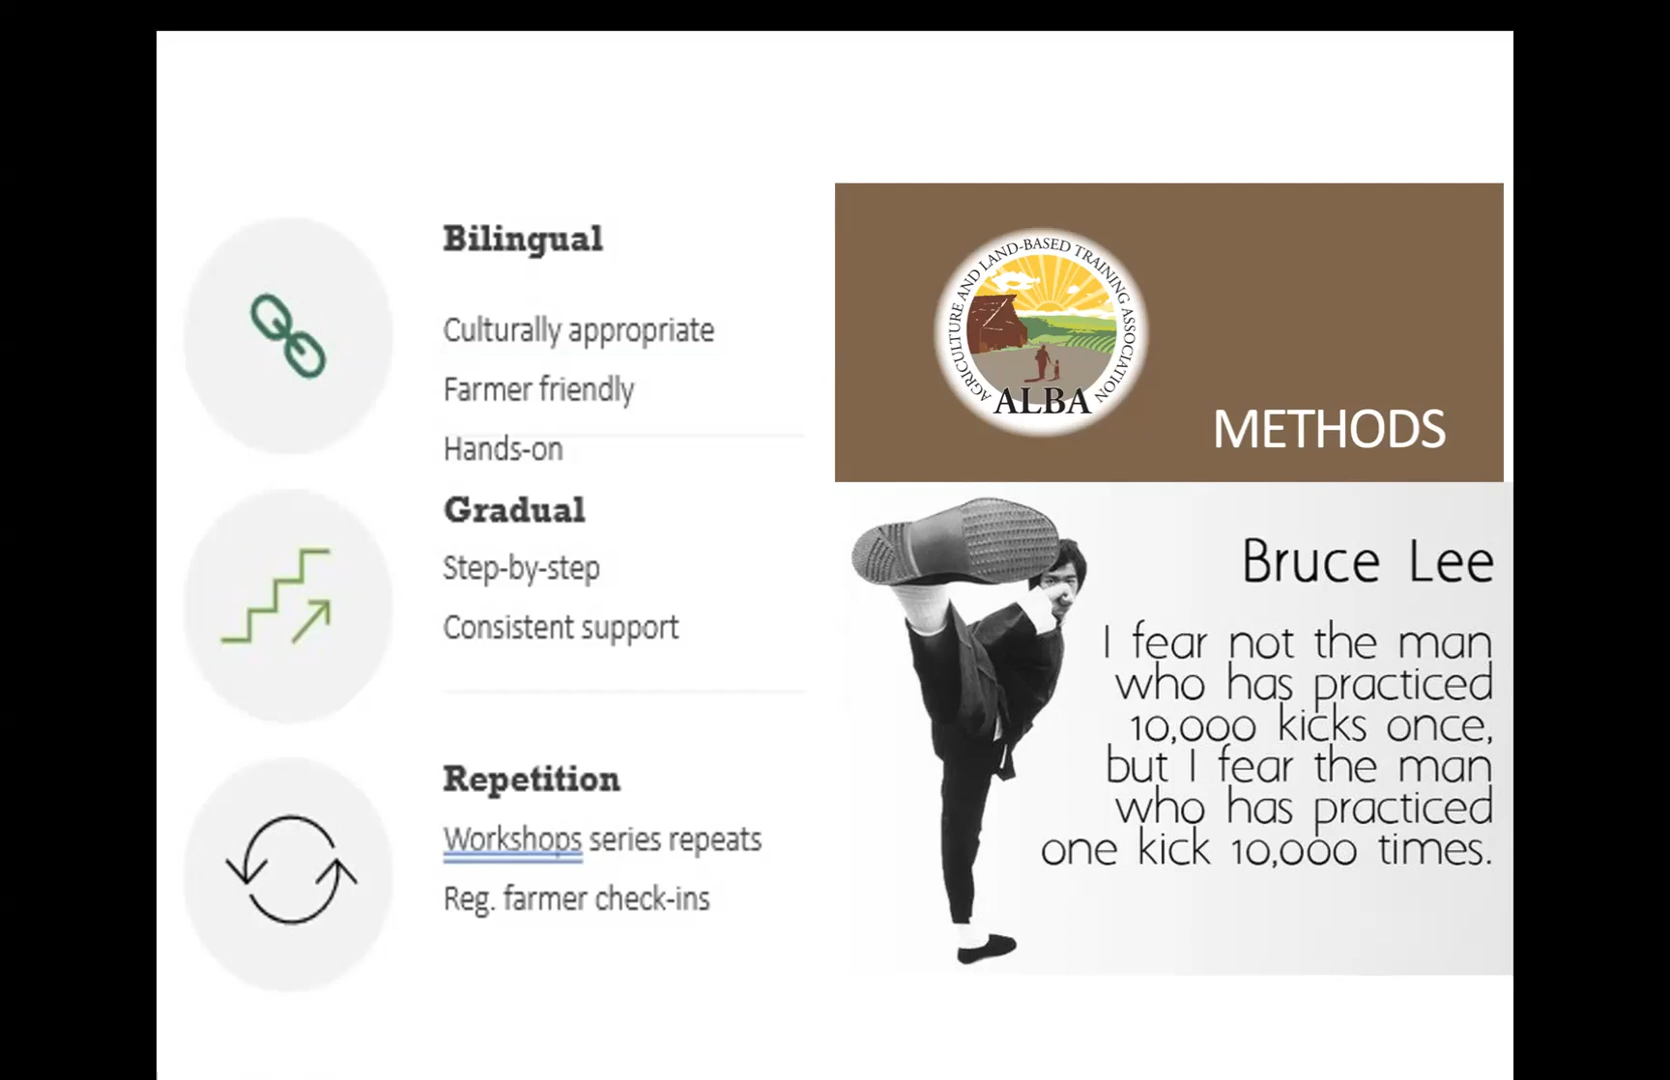 Bilingual
Culturally appropriate
Farmer friendly
Hands-on
Gradual
Step-by-step
Consistent support
Repetition
Workshops series repeats
Reg. farmer check-ins
AGRICULTURE AND LAND-BASED TRAINING ASSOCIATION
ALBA
METHODS
Bruce Lee
I fear not the man
who has practiced
10,000 kicks once,
but I fear the man
who has practiced
one kick 10,000 times.